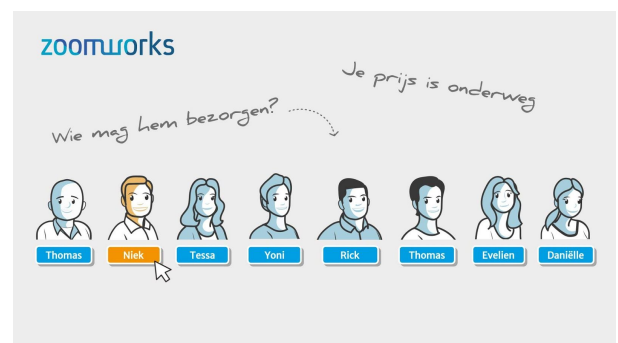 zoomworks
Je prijs is onderweg
Wie mag hem bezorgen?
Thomas
Niek
Tessa
Yoni
Rick
Thomas
Evelien
Daniëlle